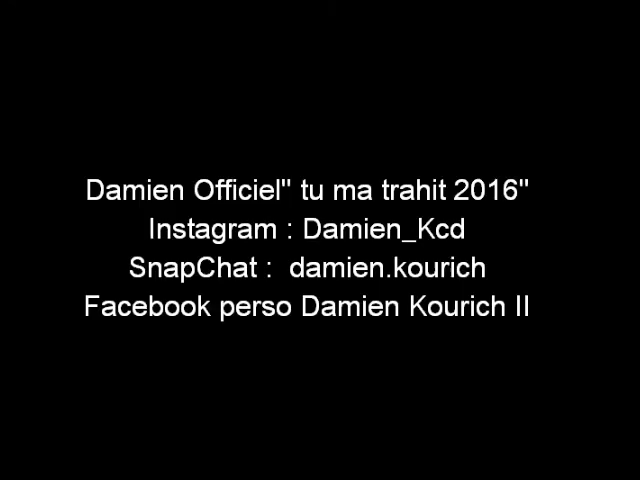 Damien Officiel" tu ma trahit 2016"
Instagram : Damien_Kcd
SnapChat :  damien.kourich
Facebook perso Damien Kourich II